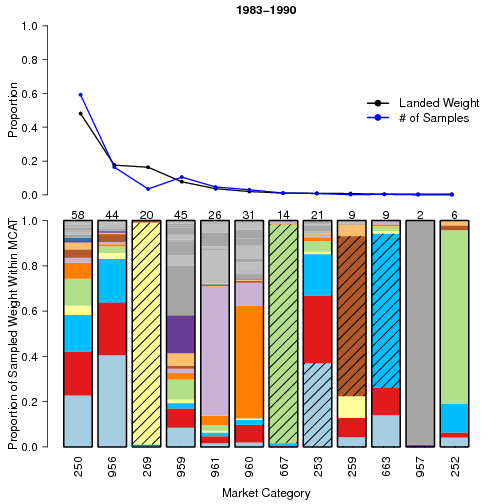 1983−1990
1.0
0.8
0.6
0.4
0.2
0.0
Proportion
Landed Weight
# of Samples
58 44 20 45 26 31 14 21 9 9 2 6
1.0
0.8
0.6
0.4
0.2
0.0
Proportion of Sampled Weight Within MCAT
250 956 269 959 961 960 667 253 259 663 957 252
Market Category